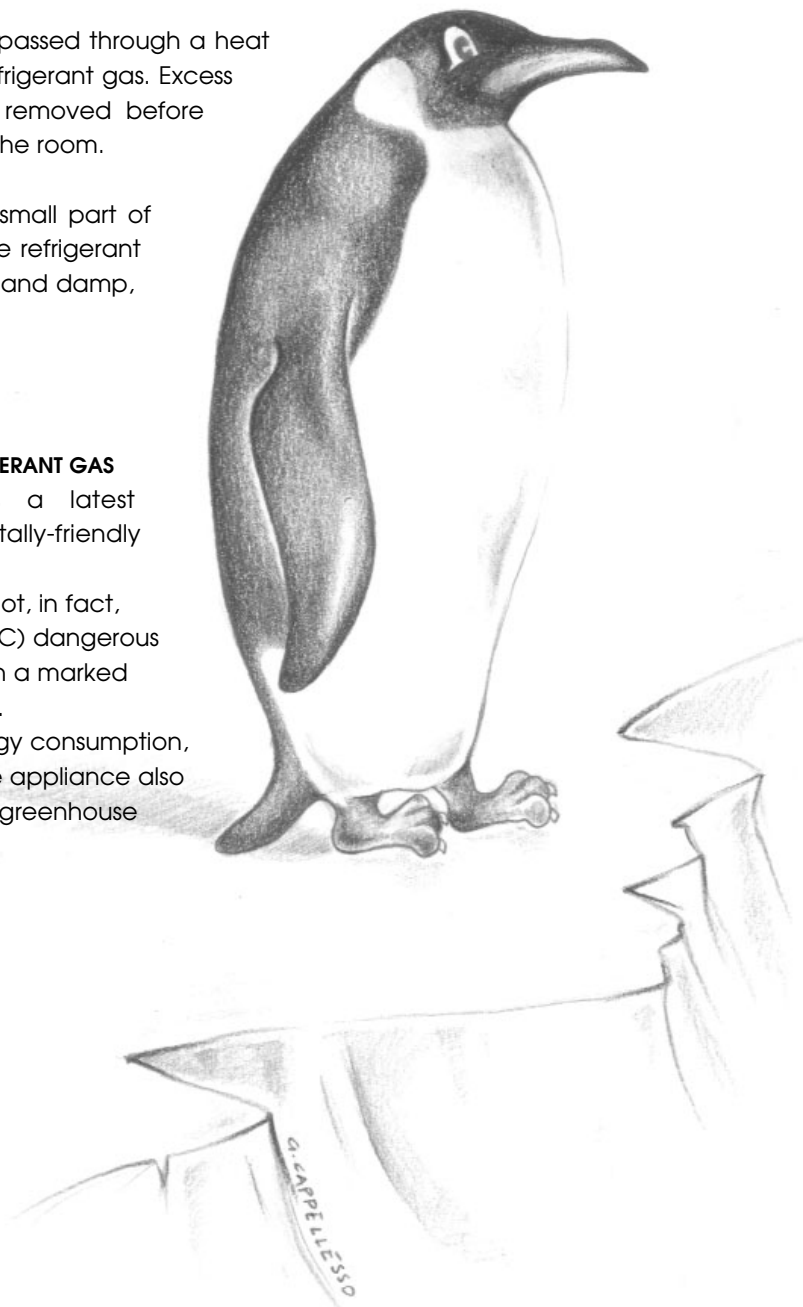 passed through a heat
frigerant gas. Excess
removed before
he room.
small part of
e refrigerant
and damp,
ERANT GAS
a latest
tally-friendly
ot, in fact,
C) dangerous
n a marked
.
gy consumption,
e appliance also
greenhouse
G. CAPPELLESSO